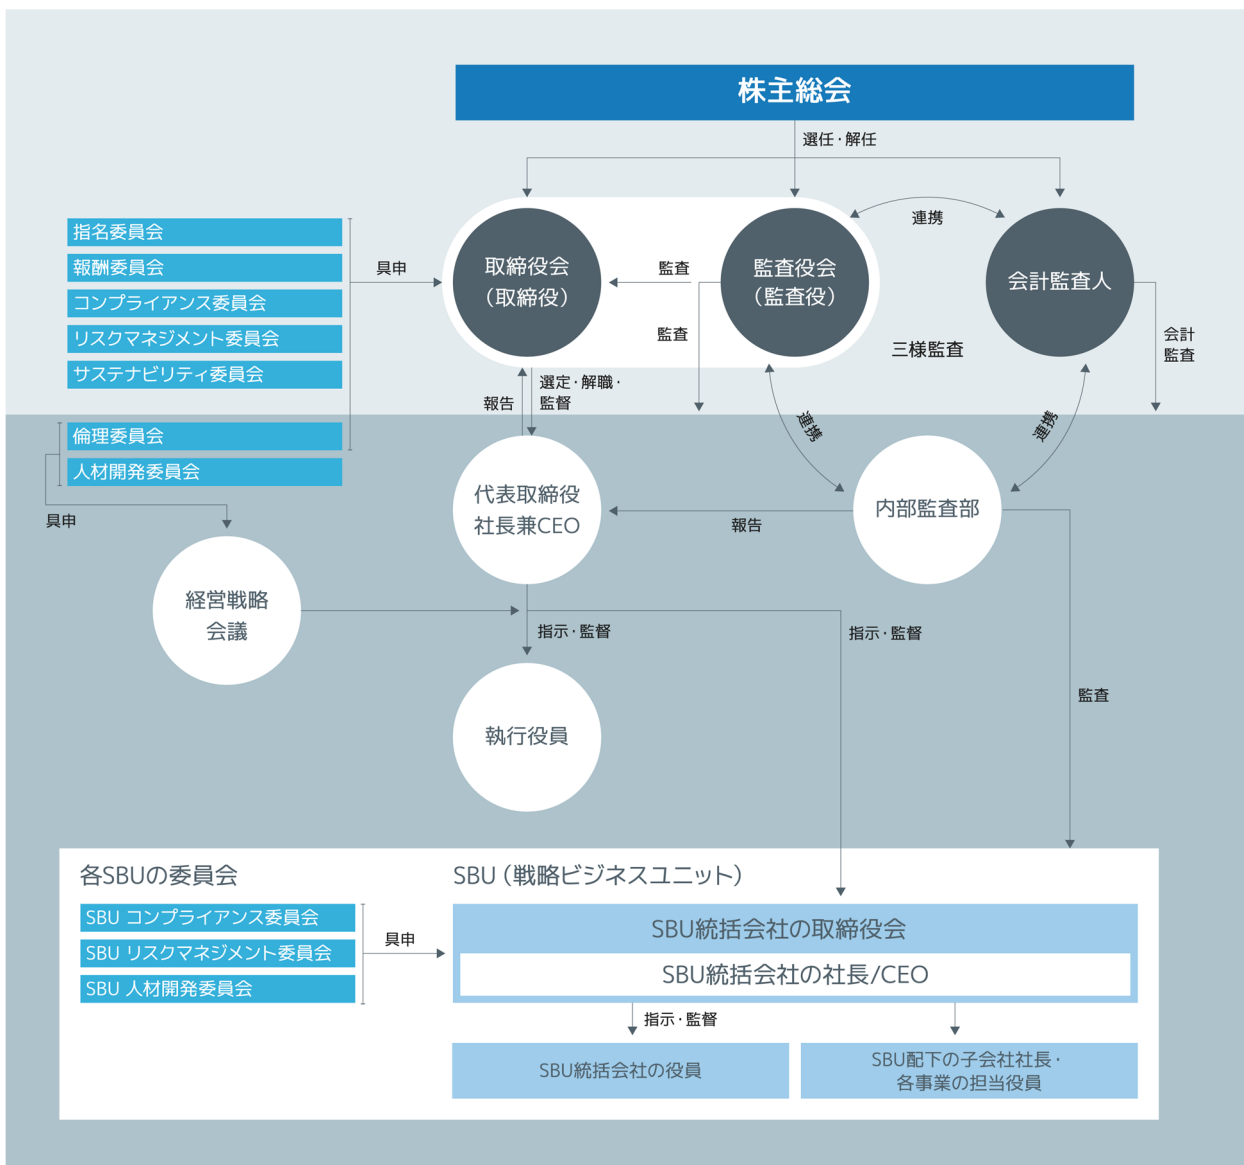 株主総会
選任・解任
取締役会
（取締役）
監査
監査役会
（監査役）
連携
会計監査人
三様監査
会計
監査
監査
指名委員会
報酬委員会
コンプライアンス委員会
リスクマネジメント委員会
サステナビリティ委員会
具申
報告
選定・解職・
監督
倫理委員会
人材開発委員会
具申
連携
連携
代表取締役
社長兼CEO
報告
内部監査部
経営戦略
会議
指示・監督
指示・監督
監査
執行役員
各SBUの委員会
SBU コンプライアンス委員会
SBU リスクマネジメント委員会
SBU 人材開発委員会
具申
SBU（戦略ビジネスユニット）
SBU統括会社の取締役会
SBU統括会社の社長/CEO
指示・監督
SBU統括会社の役員
SBU配下の子会社社長・
各事業の担当役員